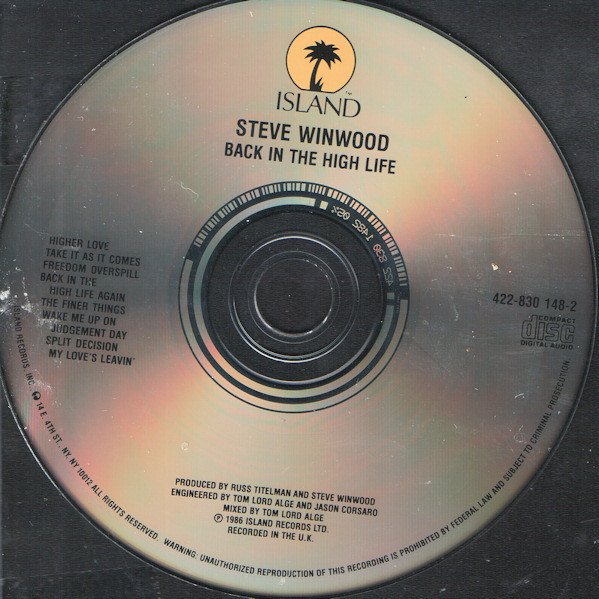 ™
ISLAND
STEVE WINWOOD
BACK IN THE HIGH LIFE
HIGHER LOVE
TAKE IT AS IT COMES
FREEDOM OVERSPILL
BACK IN THE
HIGH LIFE AGAIN
THE FINER THINGS
WAKE ME UP ON
JUDGEMENT DAY
SPLIT DECISION
MY LOVE'S LEAVIN'
422-830 148-2
COMPACT
disc
DIGITAL AUDIO
PRODUCED BY RUSS TITELMAN AND STEVE WINWOOD
ENGINEERED BY TOM LORD ALGE AND JASON CORSARO
MIXED BY TOM LORD ALGE
℗ 1986 ISLAND RECORDS LTD.
RECORDED IN THE U.K.
ISLAND RECORDS, INC. 14 E. 4TH ST., NY, NY 10012 ALL RIGHTS RESERVED. WARNING: UNAUTHORIZED REPRODUCTION OF THIS RECORDING IS PROHIBITED BY FEDERAL LAW AND SUBJECT TO CRIMINAL PROSECUTION.